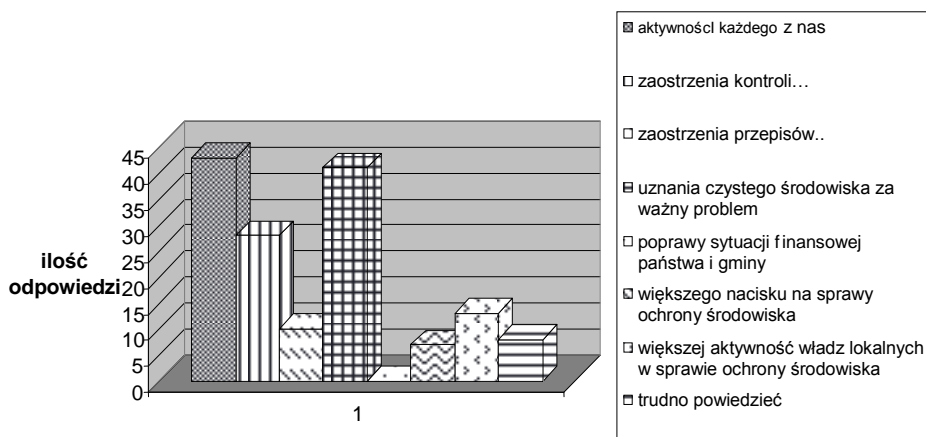 45
40
35
30
25
20
15
10
5
0
ilość
odpowiedzi
1
aktywności każdego z nas
zaostrzenia kontroli…
zaostrzenia przepisów..
uznania czystego środowiska za
ważny problem
poprawy sytuacji finansowej
państwa i gminy
większego nacisku na sprawy
ochrony środowiska
większej aktywność władz lokalnych
w sprawie ochrony środowiska
trudno powiedzieć